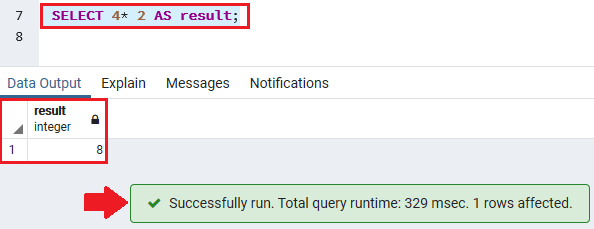 7 SELECT 4* 2 AS result;
8
Data Output Explain Messages Notifications
result
integer
1 8
Successfully run. Total query runtime: 329 msec. 1 rows affected.